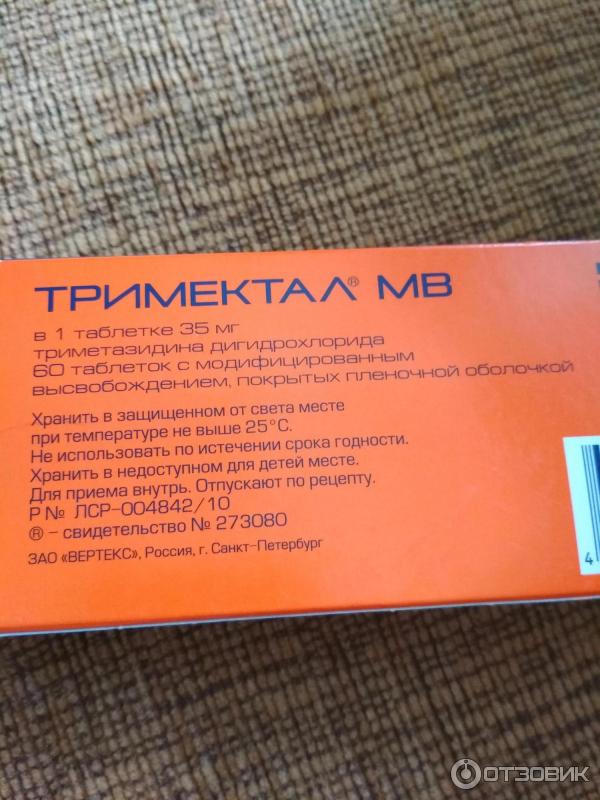 ТРИМЕКТАЛ® МВ
в 1 таблетке 35 мг
триметазидина дигидрохлорида
60 таблеток с модифицированным
высвобождением, покрытых пленочной оболочкой
Хранить в защищенном от света месте
при температуре не выше 25°С.
Не использовать по истечении срока годности.
Хранить в недоступном для детей месте.
Для приема внутрь. Отпускают по рецепту.
Р № ЛСР-004842/10
® - свидетельство № 273080
ЗАО «ВЕРТЕКС», Россия, г. Санкт-Петербург
4
ОТЗОВИК